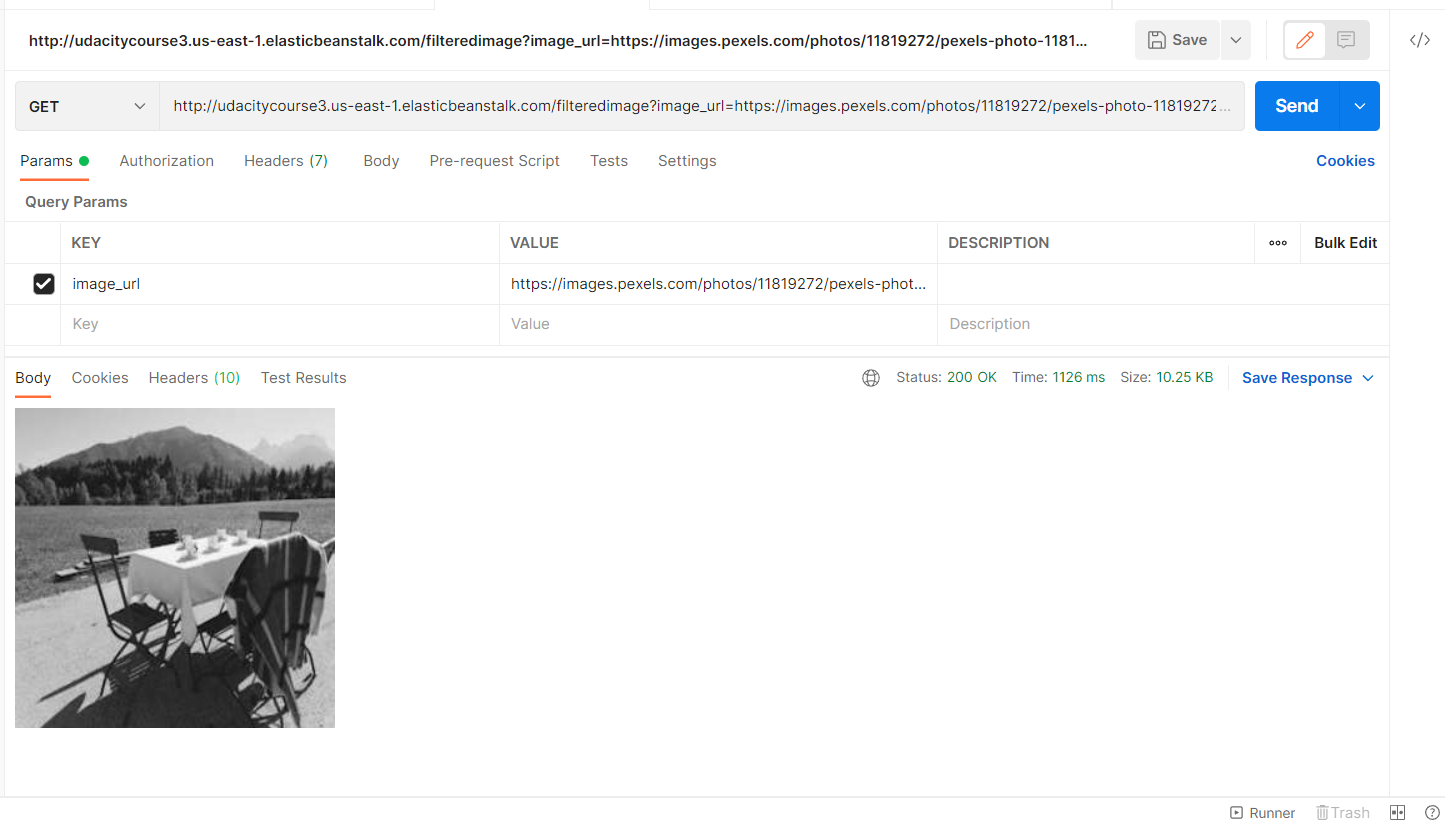 http://udacitycourse3.us-east-1.elasticbeanstalk.com/filteredimage?image_url=https://images.pexels.com/photos/11819272/pexels-photo-1181... Save
GET http://udacitycourse3.us-east-1.elasticbeanstalk.com/filteredimage?image_url=https://images.pexels.com/photos/11819272/pexels-photo-11819272... Send
Params Authorization Headers (7) Body Pre-request Script Tests Settings Cookies
Query Params
KEY VALUE DESCRIPTION ooo Bulk Edit
image_url https://images.pexels.com/photos/11819272/pexels-phot...
Key Value Description
Body Cookies Headers (10) Test Results Status: 200 OK Time: 1126 ms Size: 10.25 KB Save Response
Runner Trash